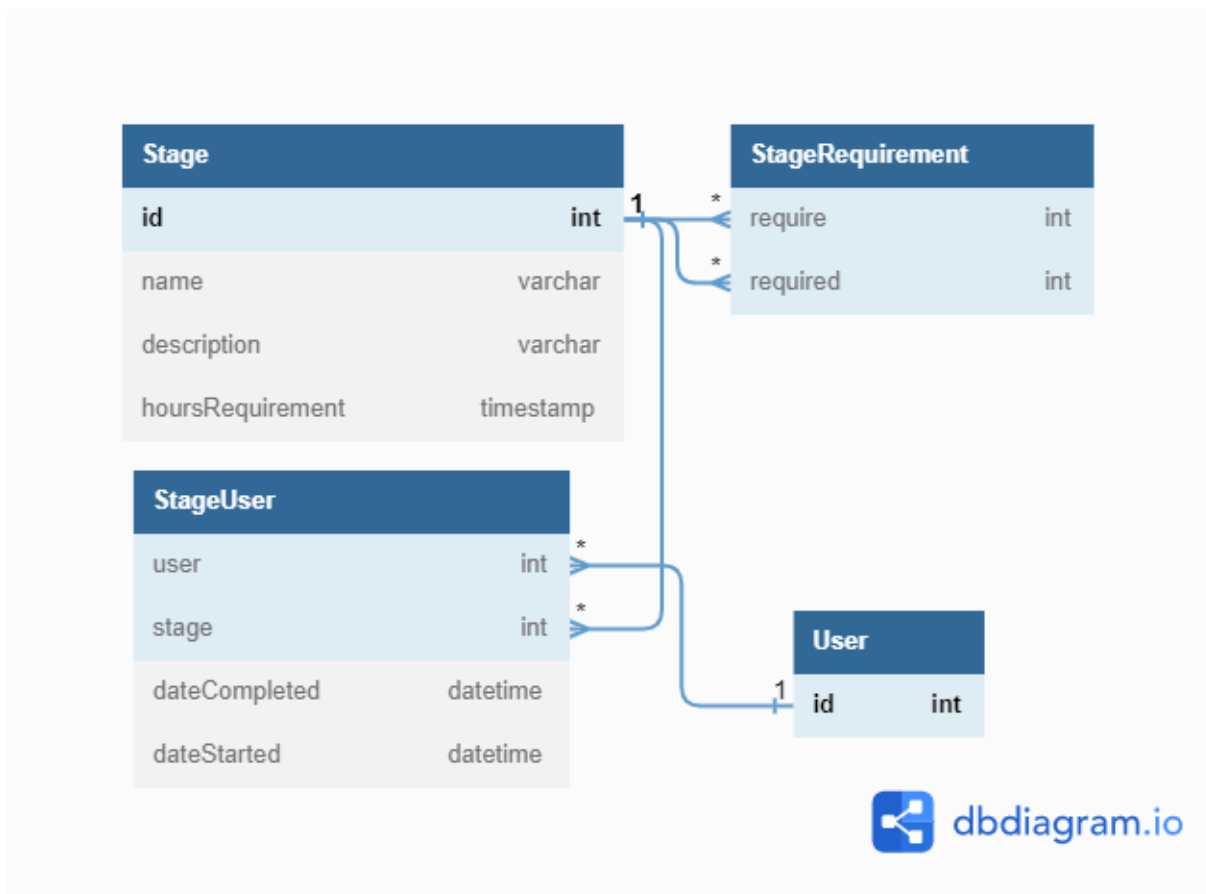 Stage
id int
name varchar
description varchar
hoursRequirement timestamp
1
*
*
StageRequirement
require int
required int
StageUser
user int
stage int
dateCompleted datetime
dateStarted datetime
*
*
1
User
id int
dbdiagram.io